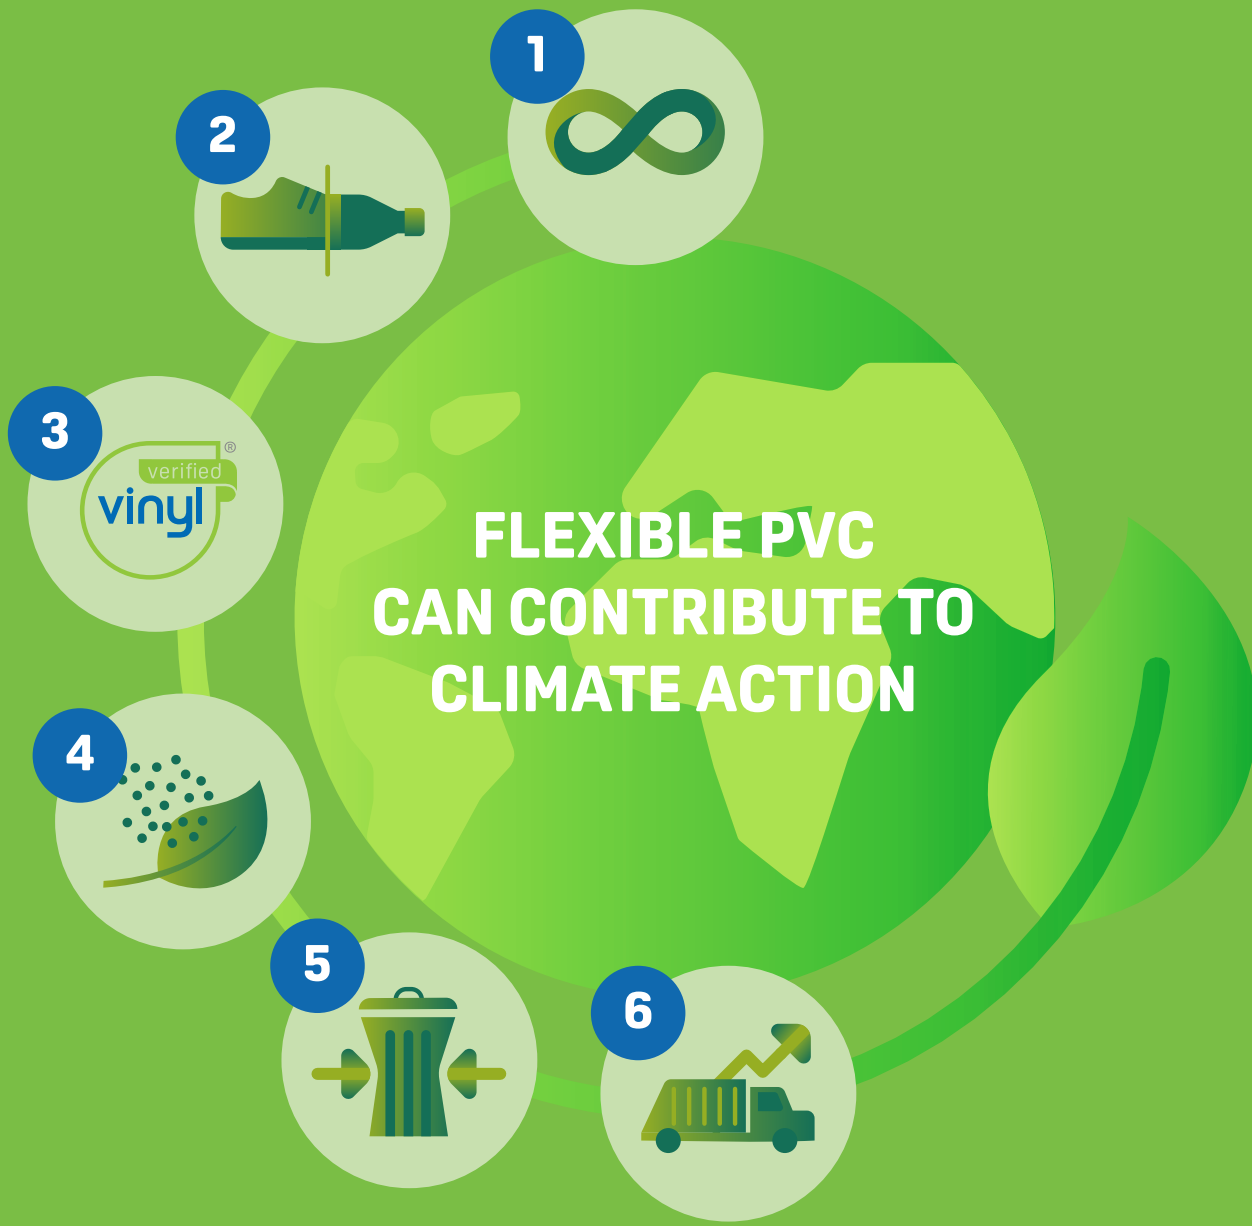 1
2
3
verified
®
vinyl
FLEXIBLE PVC
CAN CONTRIBUTE TO
CLIMATE ACTION
4
5
6